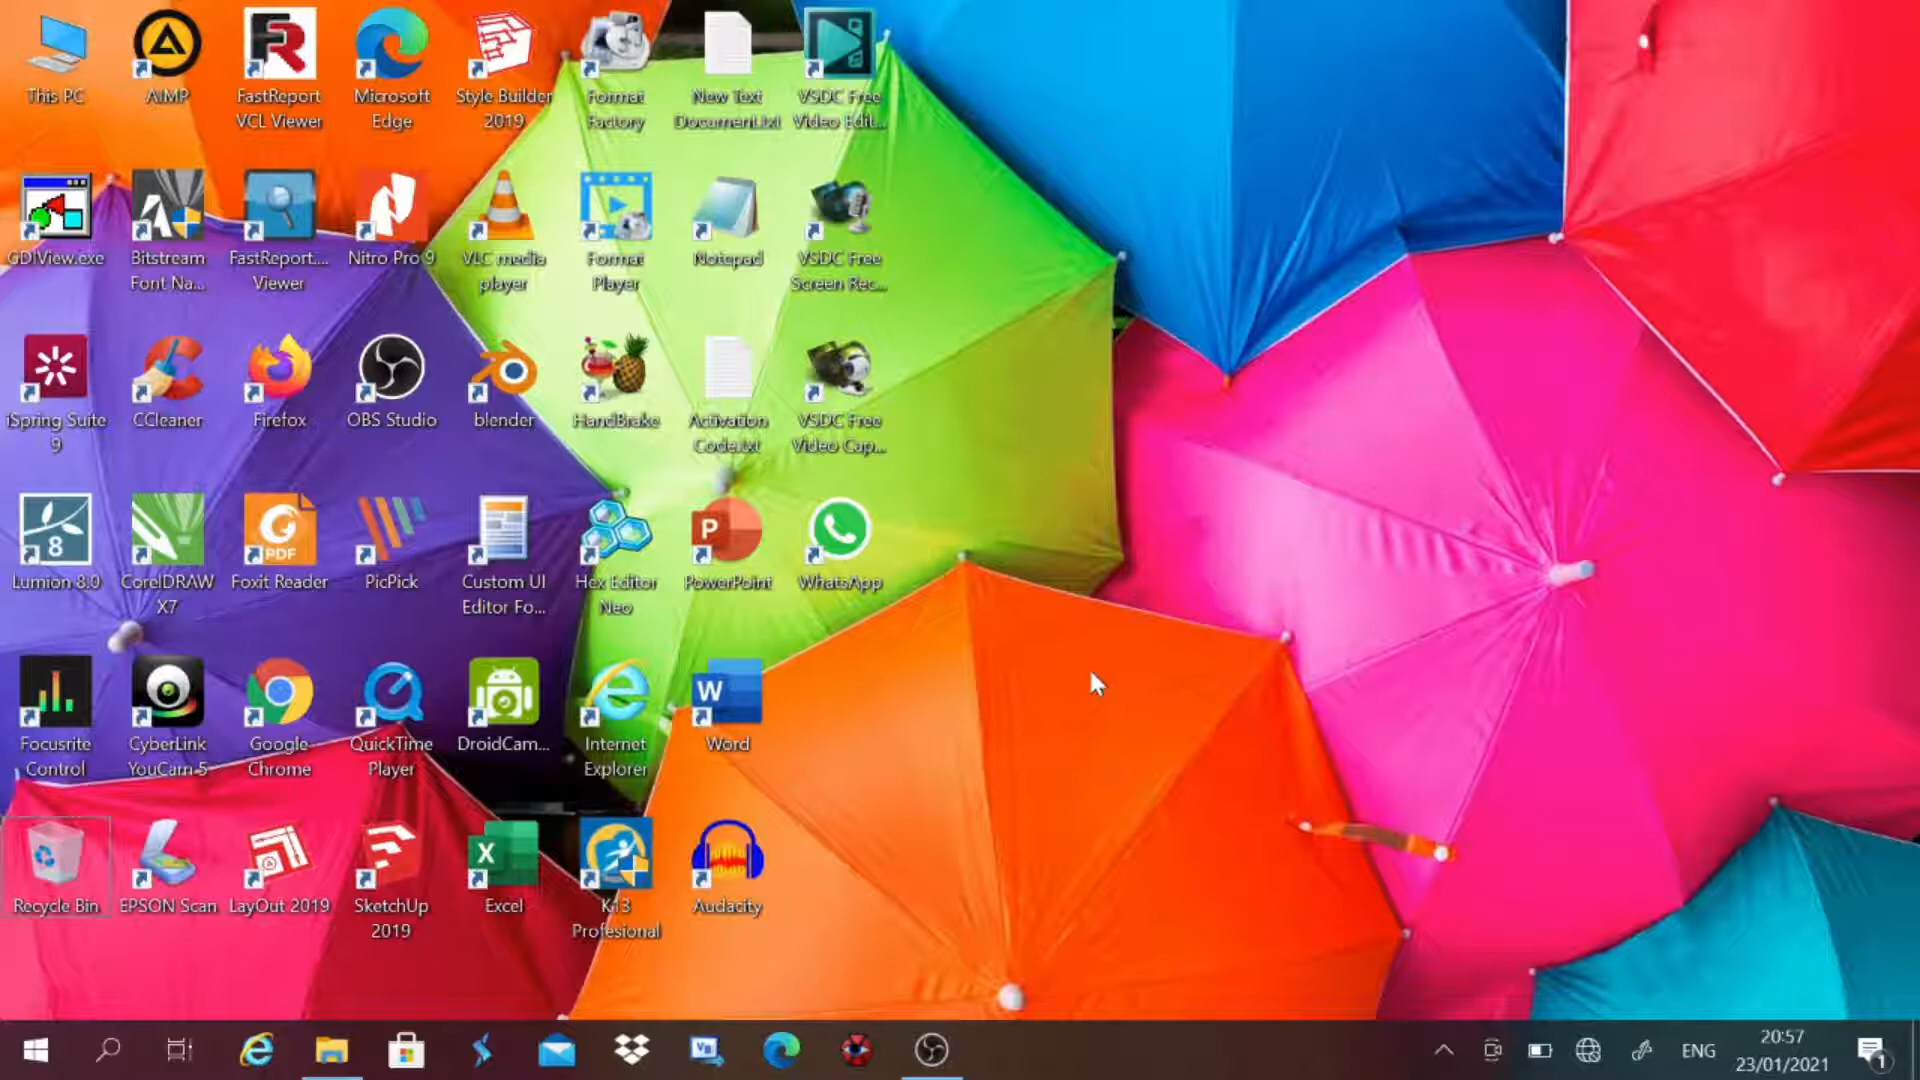 This PC
AIMP
FastReport
VCL Viewer
Microsoft
Edge
Style Builder
2019
Format
Factory
New Text
Document.txt
VSDC Free
Video Edit...
GDIView.exe
Bitstream
Font Na...
FastReport....
Viewer
Nitro Pro 9
VLC media
player
Format
Player
Notepad
VSDC Free
Screen Rec...
iSpring Suite
9
CCleaner
Firefox
OBS Studio
blender
HandBrake
Activation
Code.txt
VSDC Free
Video Cap...
8
Lumion 8.0
CorelDRAW
X7
PDF
Foxit Reader
PicPick
Custom UI
Editor Fo...
Hex Editor
Neo
P
PowerPoint
WhatsApp
Focusrite
Control
CyberLink
YouCam 5
Google
Chrome
QuickTime
Player
DroidCam...
Internet
Explorer
W
Word
Recycle Bin
EPSON Scan
LayOut 2019
SketchUp
2019
X
Excel
K13
Profesional
Audacity
ENG
20:57
23/01/2021
1